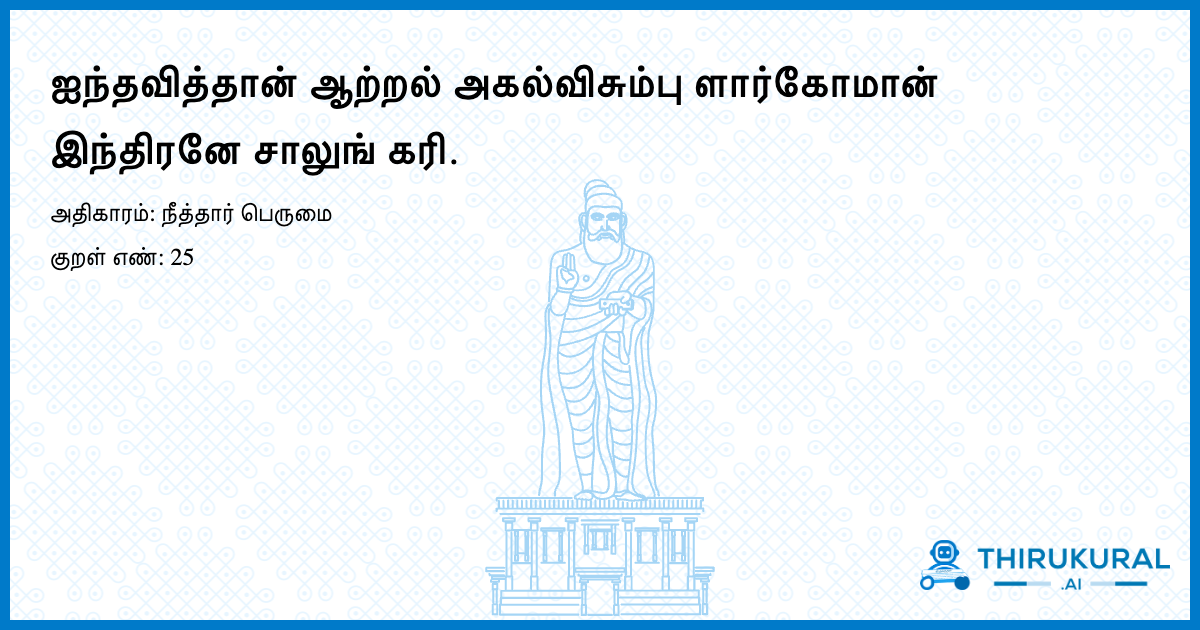 ஐந்தவித்தான் ஆற்றல் அகல்விசும்பு ளார்கோமான்
இந்திரனே சாலுங் கரி.
அதிகாரம்: நீத்தார் பெருமை
குறள் எண்: 25
THIRUKURAL
.AI